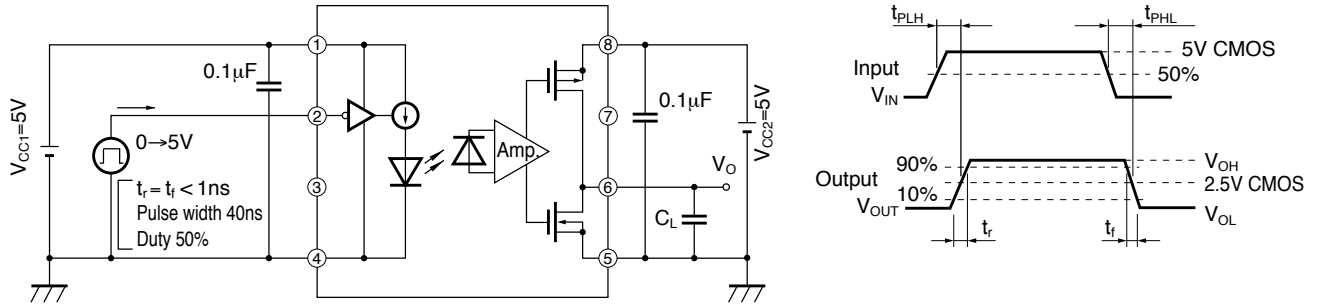 V_CC1=5V
0→5V
t_r = t_f < 1ns
Pulse width 40ns
Duty 50%
0.1μF
1
2
3
4
Amp.
8
7
6
5
0.1μF
V_CC2=5V
V_O
C_L
t_PLH
t_PHL
5V CMOS
Input
50%
V_IN
90%
V_OH
Output
2.5V CMOS
10%
V_OUT
V_OL
t_r
t_f